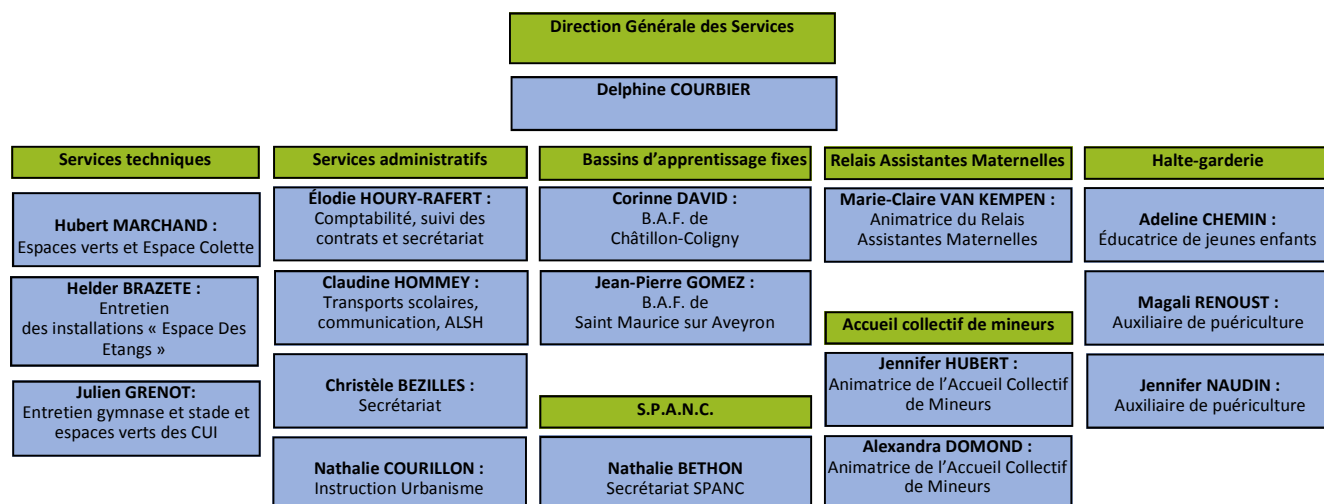 Direction Générale des Services
Delphine COURBIER
Services techniques
Hubert MARCHAND :
Espaces verts et Espace Colette
Helder BRAZETE :
Entretien
des installations « Espace Des
Etangs »
Julien GRENOT:
Entretien gymnase et stade et
espaces verts des CUI
Services administratifs
Élodie HOURY-RAFERT :
Comptabilité, suivi des
contrats et secrétariat
Claudine HOMMEY :
Transports scolaires,
communication, ALSH
Christèle BEZILLES :
Secrétariat
Nathalie COURILLON :
Instruction Urbanisme
Bassins d’apprentissage fixes
Corinne DAVID :
B.A.F. de
Châtillon-Coligny
Jean-Pierre GOMEZ :
B.A.F. de
Saint Maurice sur Aveyron
S.P.A.N.C.
Nathalie BETHON
Secrétariat SPANC
Relais Assistantes Maternelles
Marie-Claire VAN KEMPEN :
Animatrice du Relais
Assistantes Maternelles
Accueil collectif de mineurs
Jennifer HUBERT :
Animatrice de l’Accueil Collectif
de Mineurs
Alexandra DOMOND :
Animatrice de l’Accueil Collectif
de Mineurs
Halte-garderie
Adeline CHEMIN :
Éducatrice de jeunes enfants
Magali RENOUST :
Auxiliaire de puériculture
Jennifer NAUDIN :
Auxiliaire de puériculture